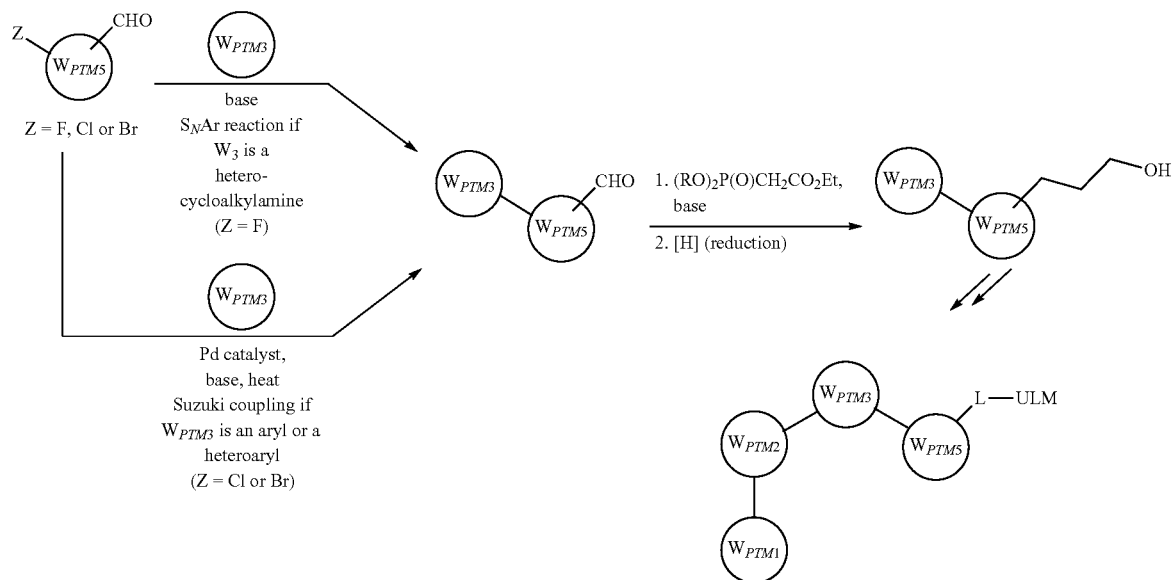 CHO
Z
W_PTM5
Z = F, Cl or Br
W_PTM3
base
S_NAr reaction if
W_3 is a
hetero-
cycloalkylamine
(Z = F)
W_PTM3
Pd catalyst,
base, heat
Suzuki coupling if
W_PTM3 is an aryl or a
heteroaryl
(Z = Cl or Br)
W_PTM3
CHO
W_PTM5
1. (RO)2P(O)CH2CO2Et,
base
2. [H] (reduction)
W_PTM3
OH
W_PTM5
W_PTM3
L—ULM
W_PTM2
W_PTM5
W_PTM1